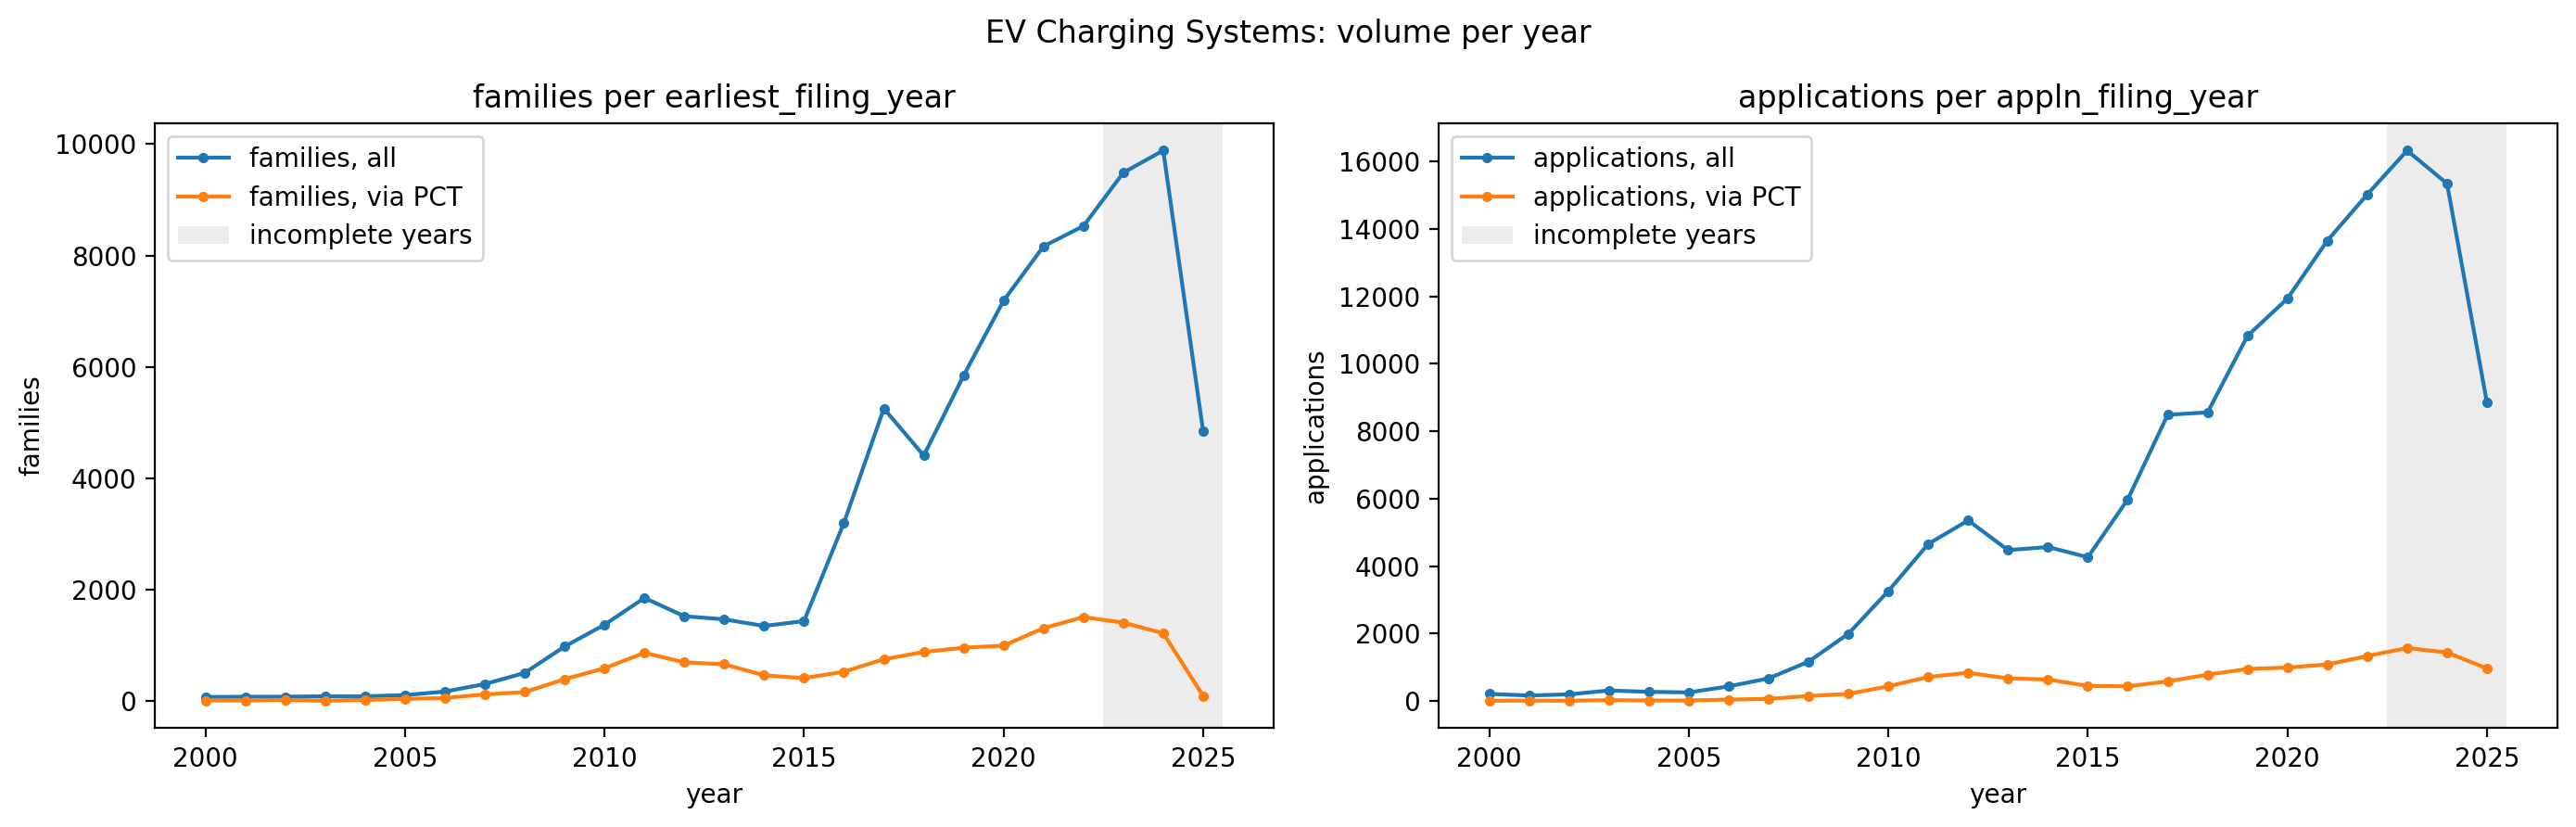 EV Charging Systems: volume per year
families per earliest_filing_year
families, all
families, via PCT
incomplete years
10000
8000
6000
4000
2000
0
families
2000
2005
2010
2015
2020
2025
year
applications per appln_filing_year
applications, all
applications, via PCT
incomplete years
16000
14000
12000
10000
8000
6000
4000
2000
0
applications
2000
2005
2010
2015
2020
2025
year